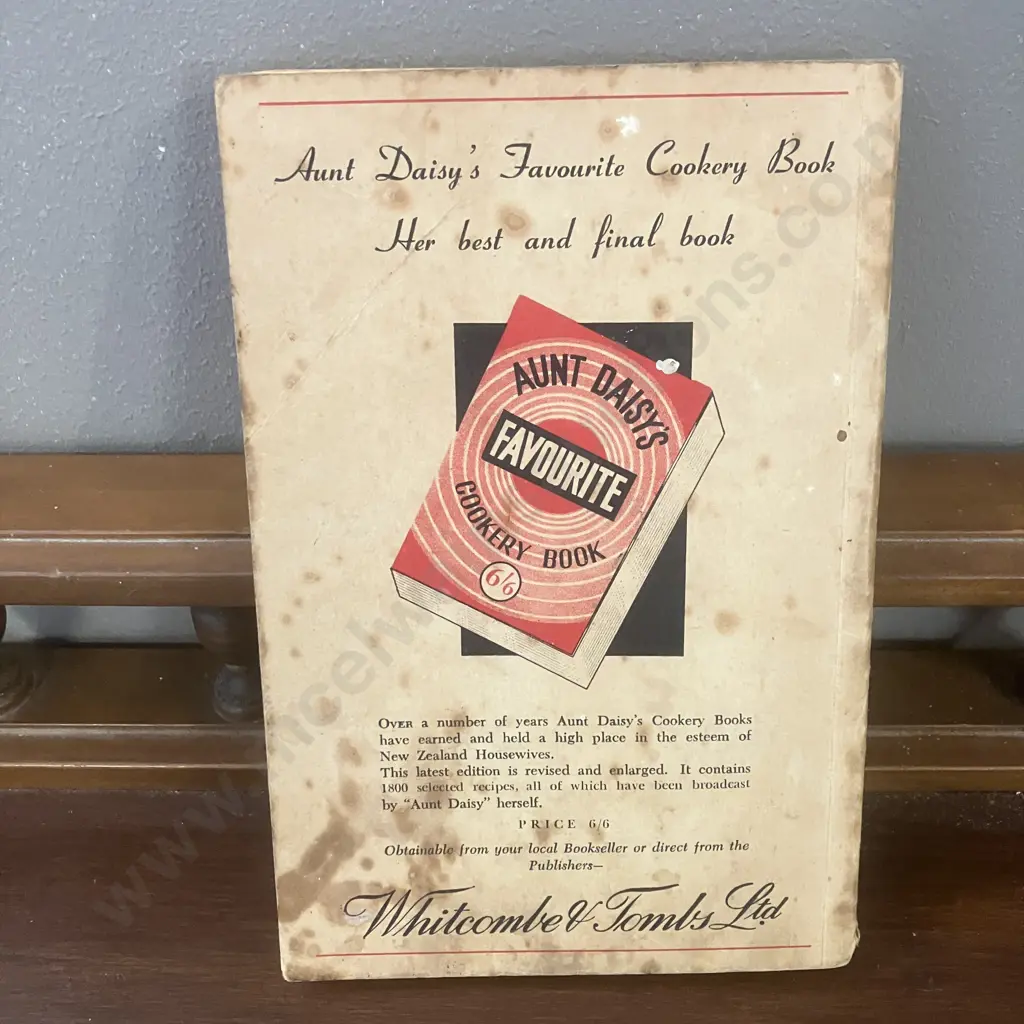 Aunt Daisy's Favourite Cookery Book
Her best and final book
AUNT DAISY'S
FAVOURITE
COOKERY BOOK
6/6
OVER a number of years Aunt Daisy's Cookery Books
have earned and held a high place in the esteem of
New Zealand Housewives.
This latest edition is revised and enlarged. It contains
1800 selected recipes, all of which have been broadcast
by "Aunt Daisy" herself.
PRICE 6/6
Obtainable from your local Bookseller or direct from the
Publishers—
Whitcombe & Tombs Ltd